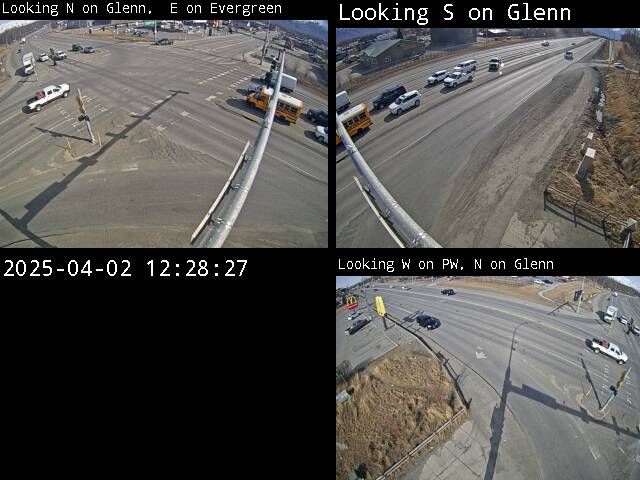 Looking N on Glenn,  E on Evergreen
Looking S on Glenn
2025-04-02 12:28:27
Looking W on PW, N on Glenn